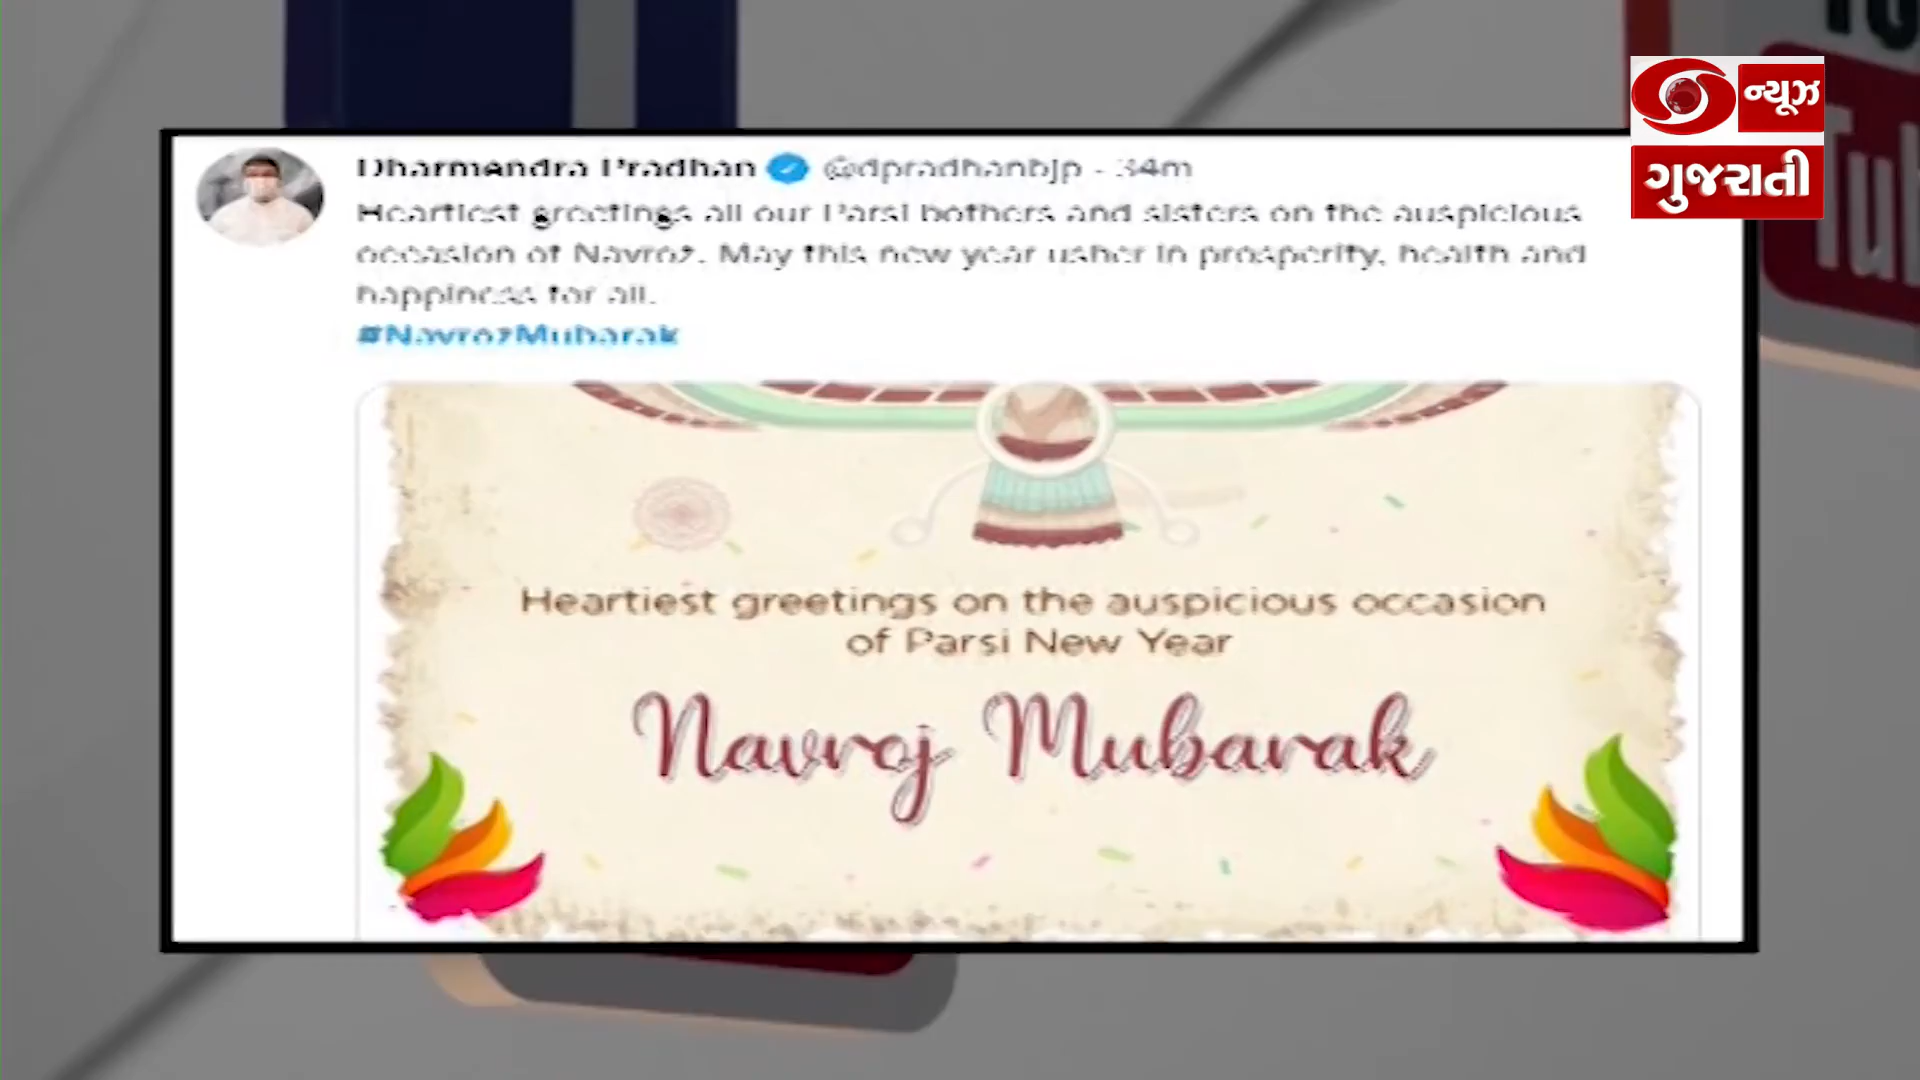 Dharmendra Pradhan @dpradhanbjp - 34m
Heartiest greetings all our Parsi bothers and sisters on the auspicious
occasion of Navroz. May this new year usher in prosperity, health and
happiness for all.
#NavrozMubarak
Heartiest greetings on the auspicious occasion
of Parsi New Year
Navroj Mubarak
ન્યૂઝ
ગુજરાતી